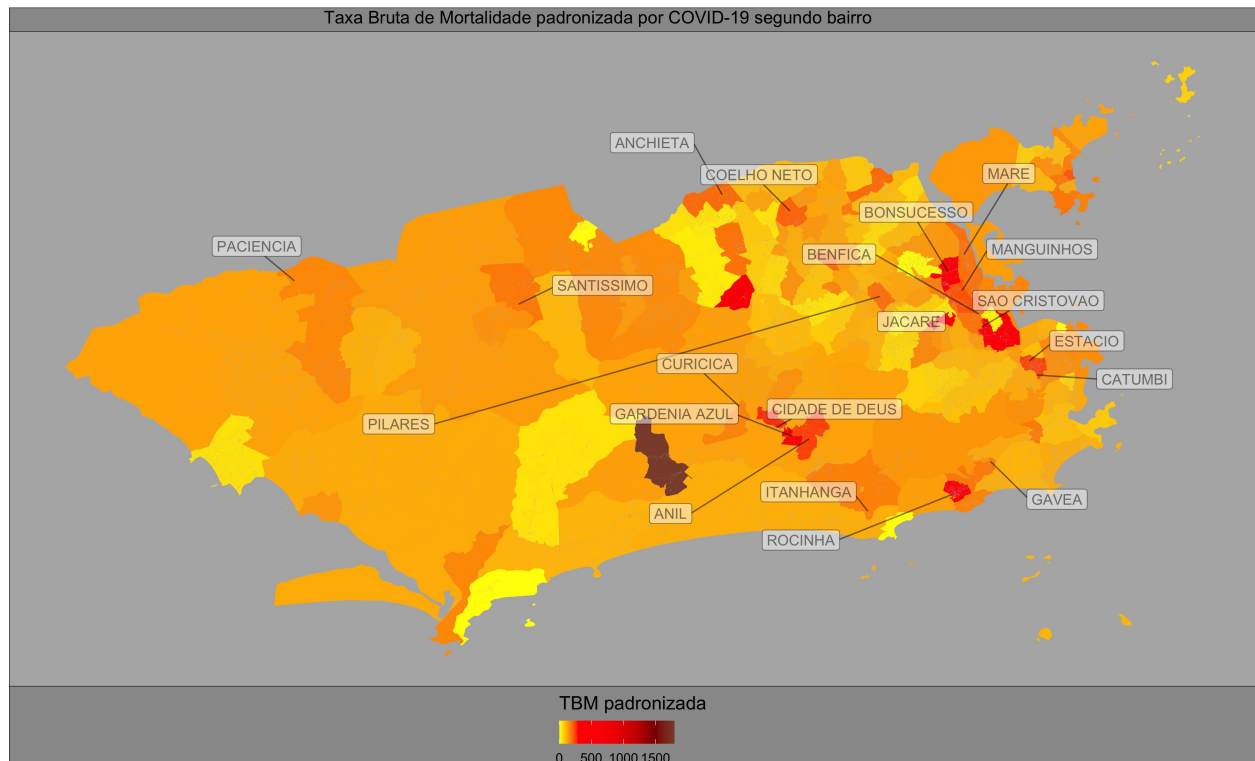 Taxa Bruta de Mortalidade padronizada por COVID-19 segundo bairro
ANCHIETA
COELHO NETO
MARE
BONSUCESSO
PACIENCIA
BENFICA
MANGUINHOS
SANTISSIMO
SAO CRISTOVAO
JACARE
ESTACIO
CURICICA
CATUMBI
GARDENIA AZUL
CIDADE DE DEUS
PILARES
ITANHANGA
GAVEA
ANIL
ROCINHA
TBM padronizada
0 500 1000 1500